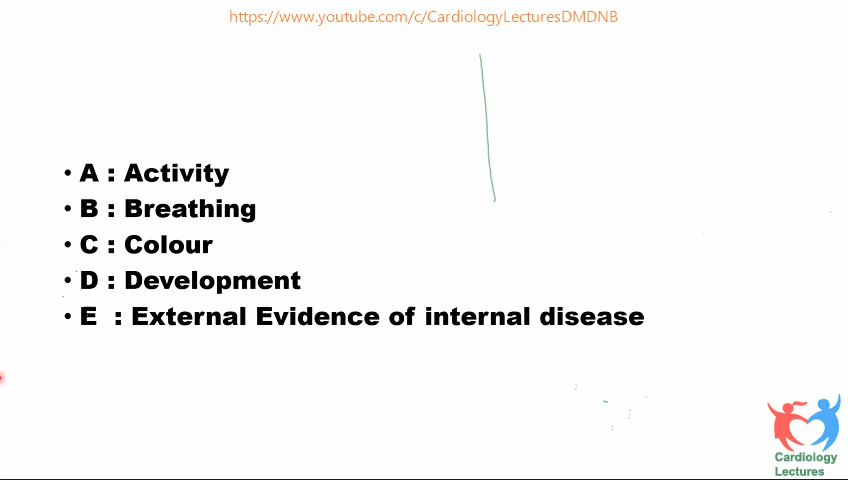 https://www.youtube.com/c/CardiologyLecturesDMDNB
• A : Activity
• B : Breathing
• C : Colour
• D : Development
• E : External Evidence of internal disease
Cardiology
Lectures